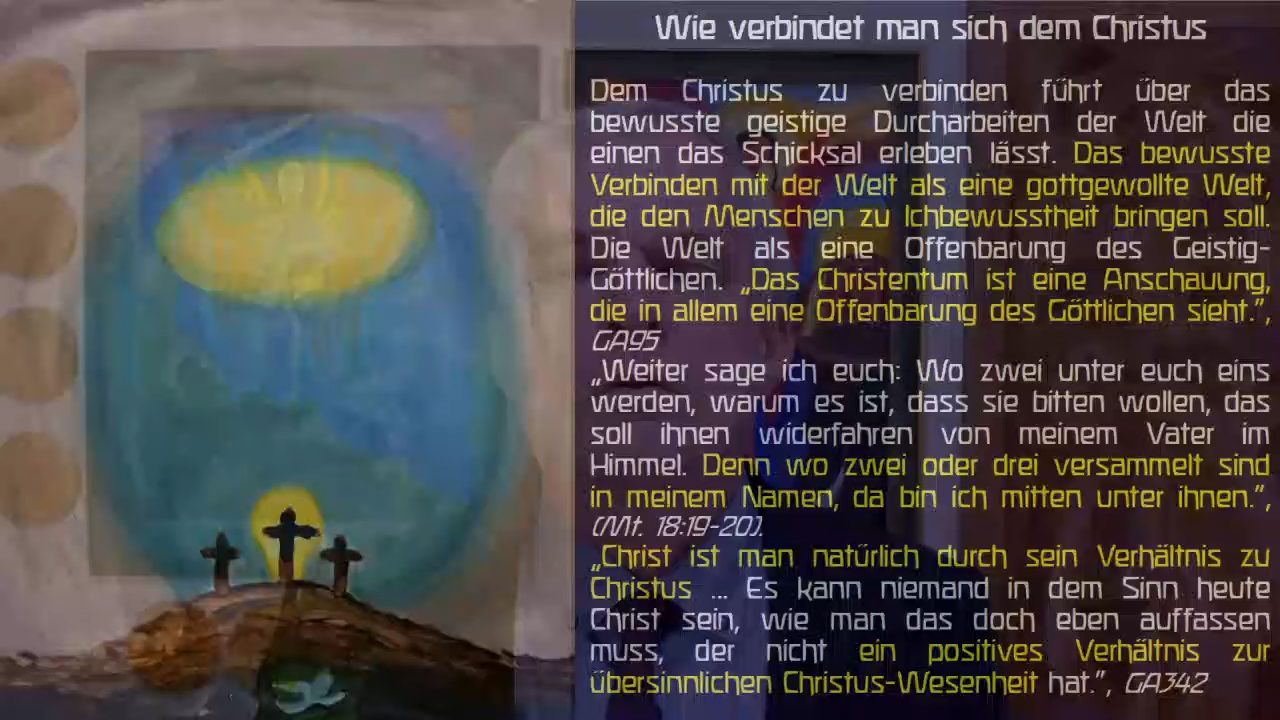 Wie verbindet man sich dem Christus
Dem Christus zu verbinden führt über das
bewusste geistige Durcharbeiten der Welt die
einen das Schicksal erleben lässt. Das bewusste
Verbinden mit der Welt als eine gottgewollte Welt,
die den Menschen zu Ichbewusstheit bringen soll.
Die Welt als eine Offenbarung des Geistig-
Göttlichen. „Das Christentum ist eine Anschauung,
die in allem eine Offenbarung des Göttlichen sieht.”,
GA95
„Weiter sage ich euch: Wo zwei unter euch eins
werden, warum es ist, dass sie bitten wollen, das
soll ihnen widerfahren von meinem Vater im
Himmel. Denn wo zwei oder drei versammelt sind
in meinem Namen, da bin ich mitten unter ihnen.”,
(Mt. 18:19-20).
„Christ ist man natürlich durch sein Verhältnis zu
Christus ... Es kann niemand in dem Sinn heute
Christ sein, wie man das doch eben auffassen
muss, der nicht ein positives Verhältnis zur
übersinnlichen Christus-Wesenheit hat.”, GA342